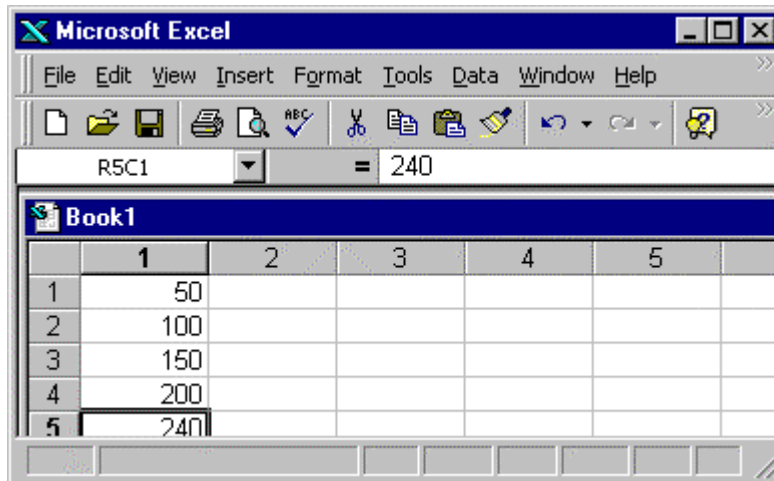 Microsoft Excel
File Edit View Insert Format Tools Data Window Help
ABC
R5C1 = 240
Book1
1 2 3 4 5
1 50
2 100
3 150
4 200
5 240